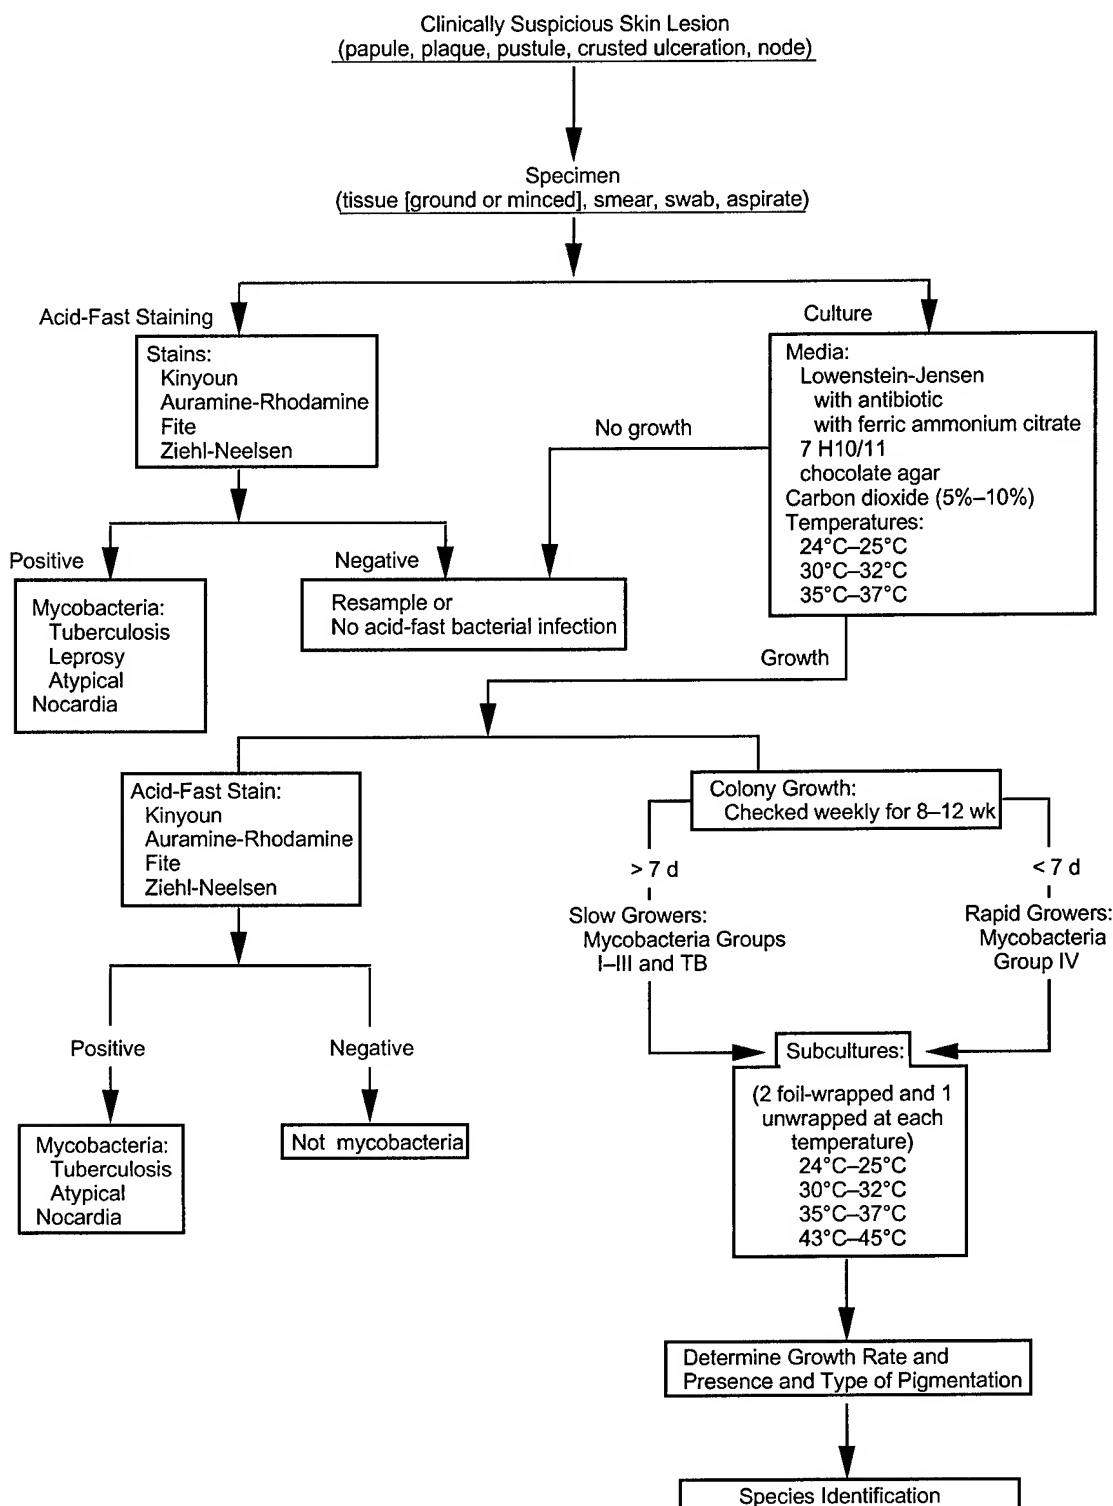 Clinically Suspicious Skin Lesion
(papule, plaque, pustule, crusted ulceration, node)
Specimen
(tissue [ground or minced], smear, swab, aspirate)
Acid-Fast Staining
Stains:
Kinyoun
Auramine-Rhodamine
Fite
Ziehl-Neelsen
Culture
Media:
Lowenstein-Jensen
with antibiotic
with ferric ammonium citrate
7 H10/11
chocolate agar
Carbon dioxide (5%–10%)
Temperatures:
24°C–25°C
30°C–32°C
35°C–37°C
No growth
Positive
Negative
Mycobacteria:
Tuberculosis
Leprosy
Atypical
Nocardia
Resample or
No acid-fast bacterial infection
Growth
Acid-Fast Stain:
Kinyoun
Auramine-Rhodamine
Fite
Ziehl-Neelsen
Colony Growth:
Checked weekly for 8–12 wk
> 7 d
< 7 d
Slow Growers:
Mycobacteria Groups
I–III and TB
Rapid Growers:
Mycobacteria
Group IV
Positive
Negative
Mycobacteria:
Tuberculosis
Atypical
Nocardia
Not mycobacteria
Subcultures:
(2 foil-wrapped and 1
unwrapped at each
temperature)
24°C–25°C
30°C–32°C
35°C–37°C
43°C–45°C
Determine Growth Rate and
Presence and Type of Pigmentation
Species Identification